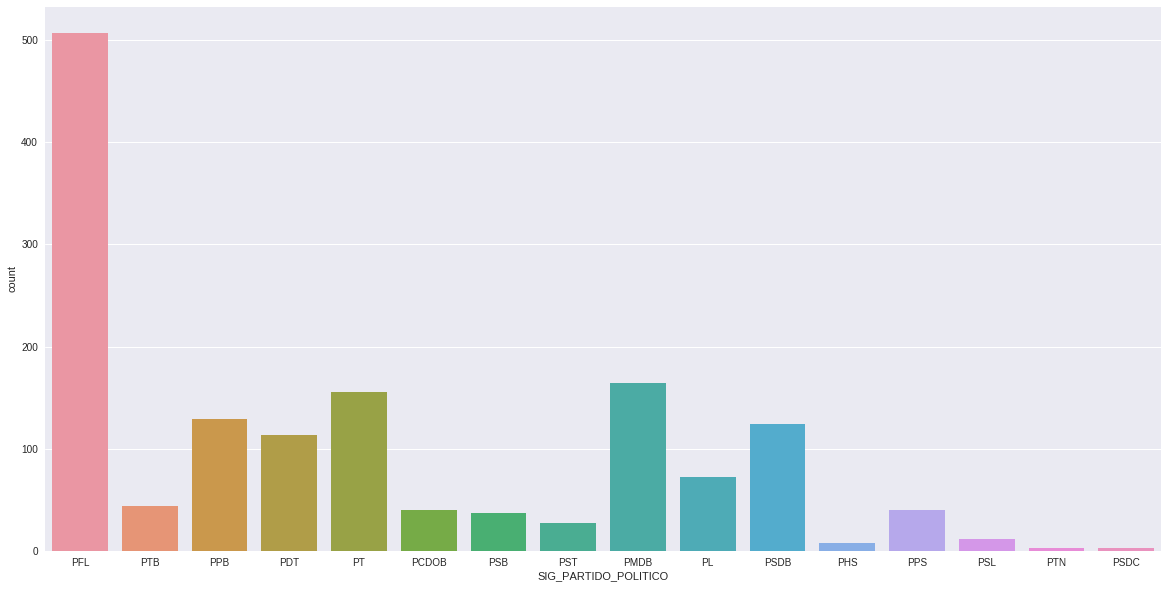 500
400
300
200
100
0
count
PFL PTB PPB PDT PT PCDOB PSB PST PMDB PL PSDB PHS PPS PSL PTN PSDC
SIG_PARTIDO_POLITICO